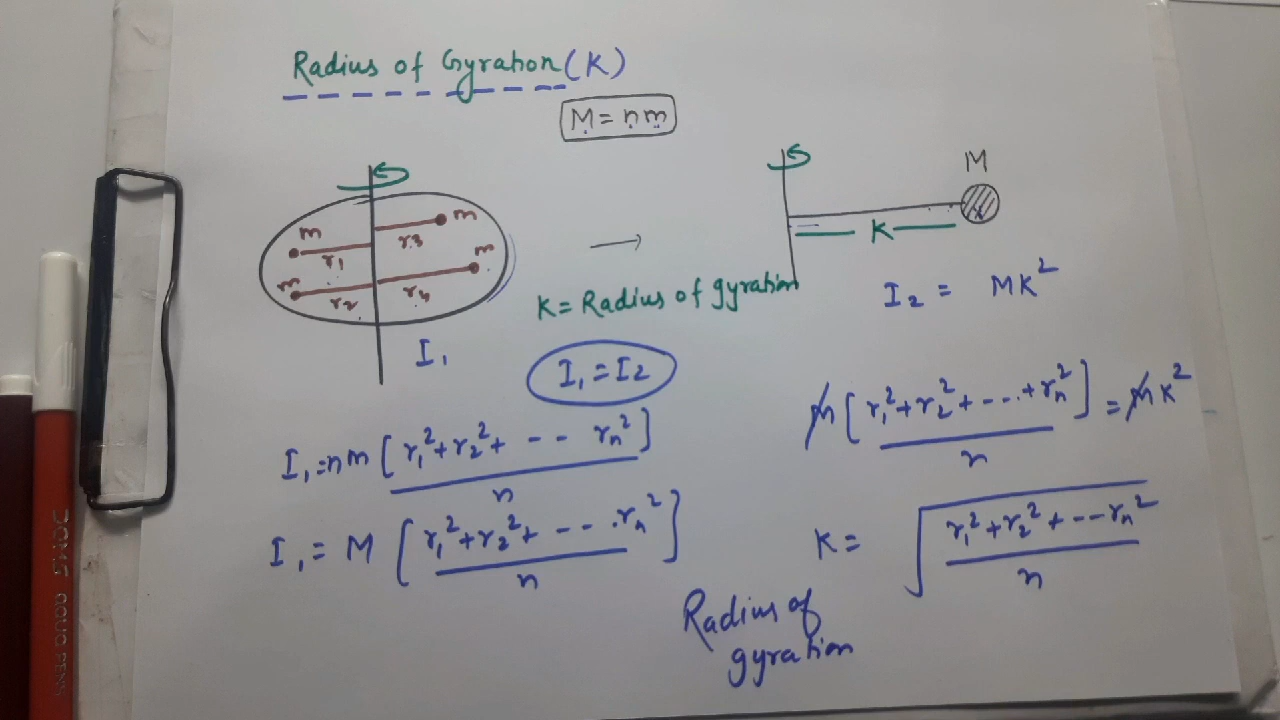 Radius of Gyration (K)
M = nm
m
r1
m
r2
r3
m
r4
m
I1
K = Radius of gyration
M
K
I2 = MK²
I1 = I2
I1 = nm [ r1² + r2² + - - rn² ]
n
I1 = M [ r1² + r2² + - - - . rn² ]
n
M [ r1² + r2² + - - .. + rn² ] = MK²
n
K = √ r1² + r2² + - - rn²
n
Radius of
gyration